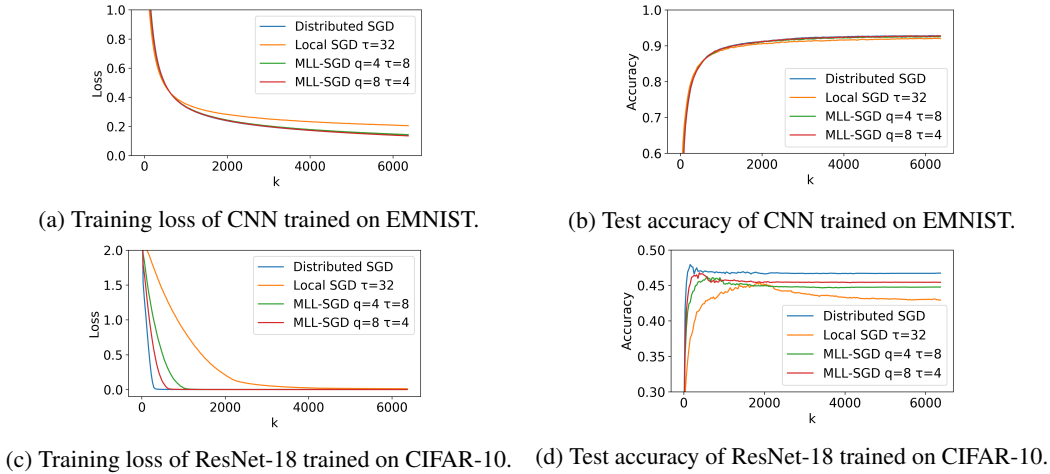 1.0
0.8
0.6
0.4
0.2
0.0
Loss
0 2000 4000 6000
k
Distributed SGD
Local SGD τ=32
MLL-SGD q=4 τ=8
MLL-SGD q=8 τ=4
(a) Training loss of CNN trained on EMNIST.
1.0
0.9
0.8
0.7
0.6
Accuracy
0 2000 4000 6000
k
Distributed SGD
Local SGD τ=32
MLL-SGD q=4 τ=8
MLL-SGD q=8 τ=4
(b) Test accuracy of CNN trained on EMNIST.
2.0
1.5
1.0
0.5
0.0
Loss
0 2000 4000 6000
k
Distributed SGD
Local SGD τ=32
MLL-SGD q=4 τ=8
MLL-SGD q=8 τ=4
(c) Training loss of ResNet-18 trained on CIFAR-10.
0.50
0.45
0.40
0.35
0.30
Accuracy
0 2000 4000 6000
k
Distributed SGD
Local SGD τ=32
MLL-SGD q=4 τ=8
MLL-SGD q=8 τ=4
(d) Test accuracy of ResNet-18 trained on CIFAR-10.